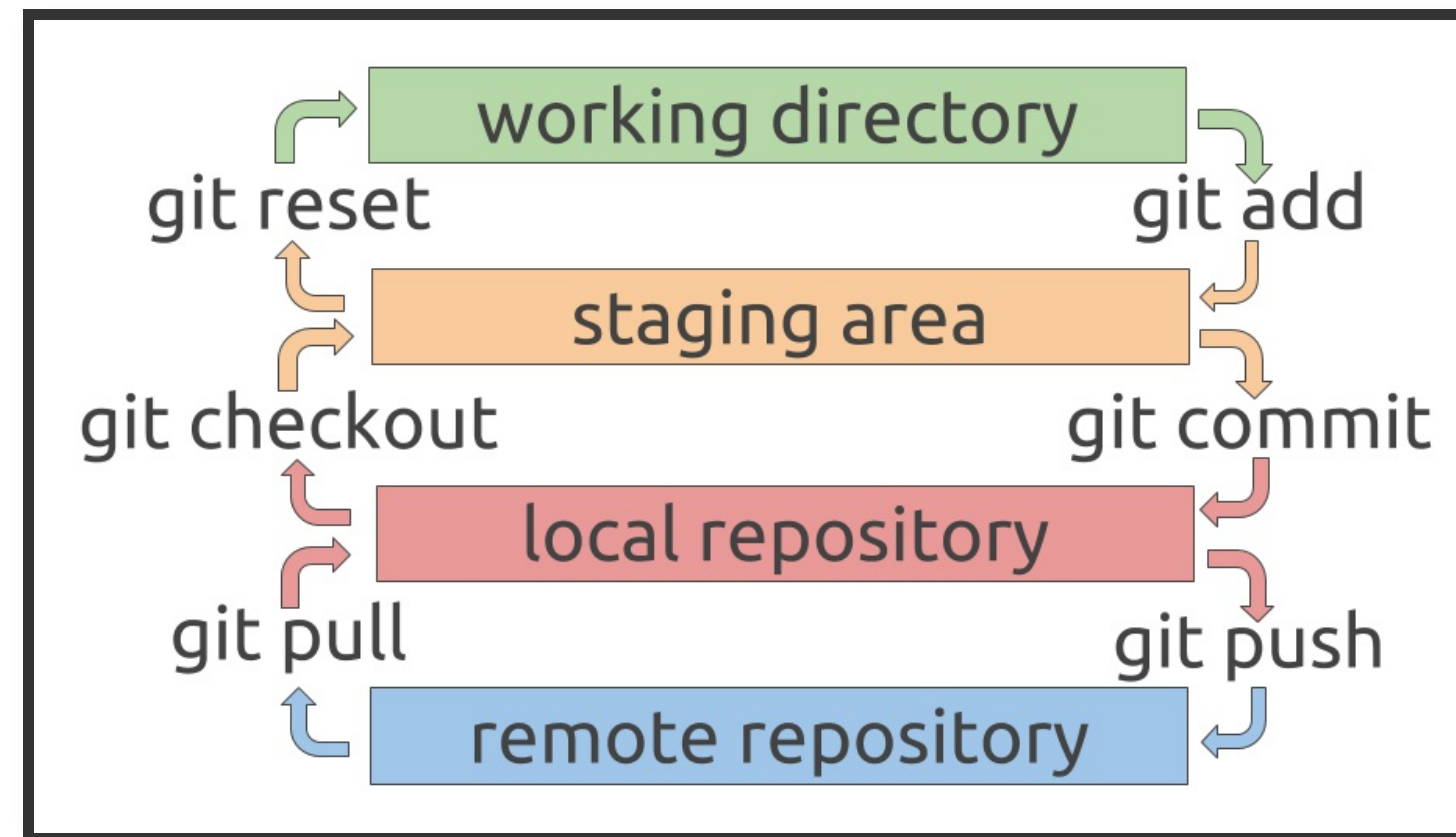 working directory
git reset
git add
staging area
git checkout
git commit
local repository
git pull
git push
remote repository